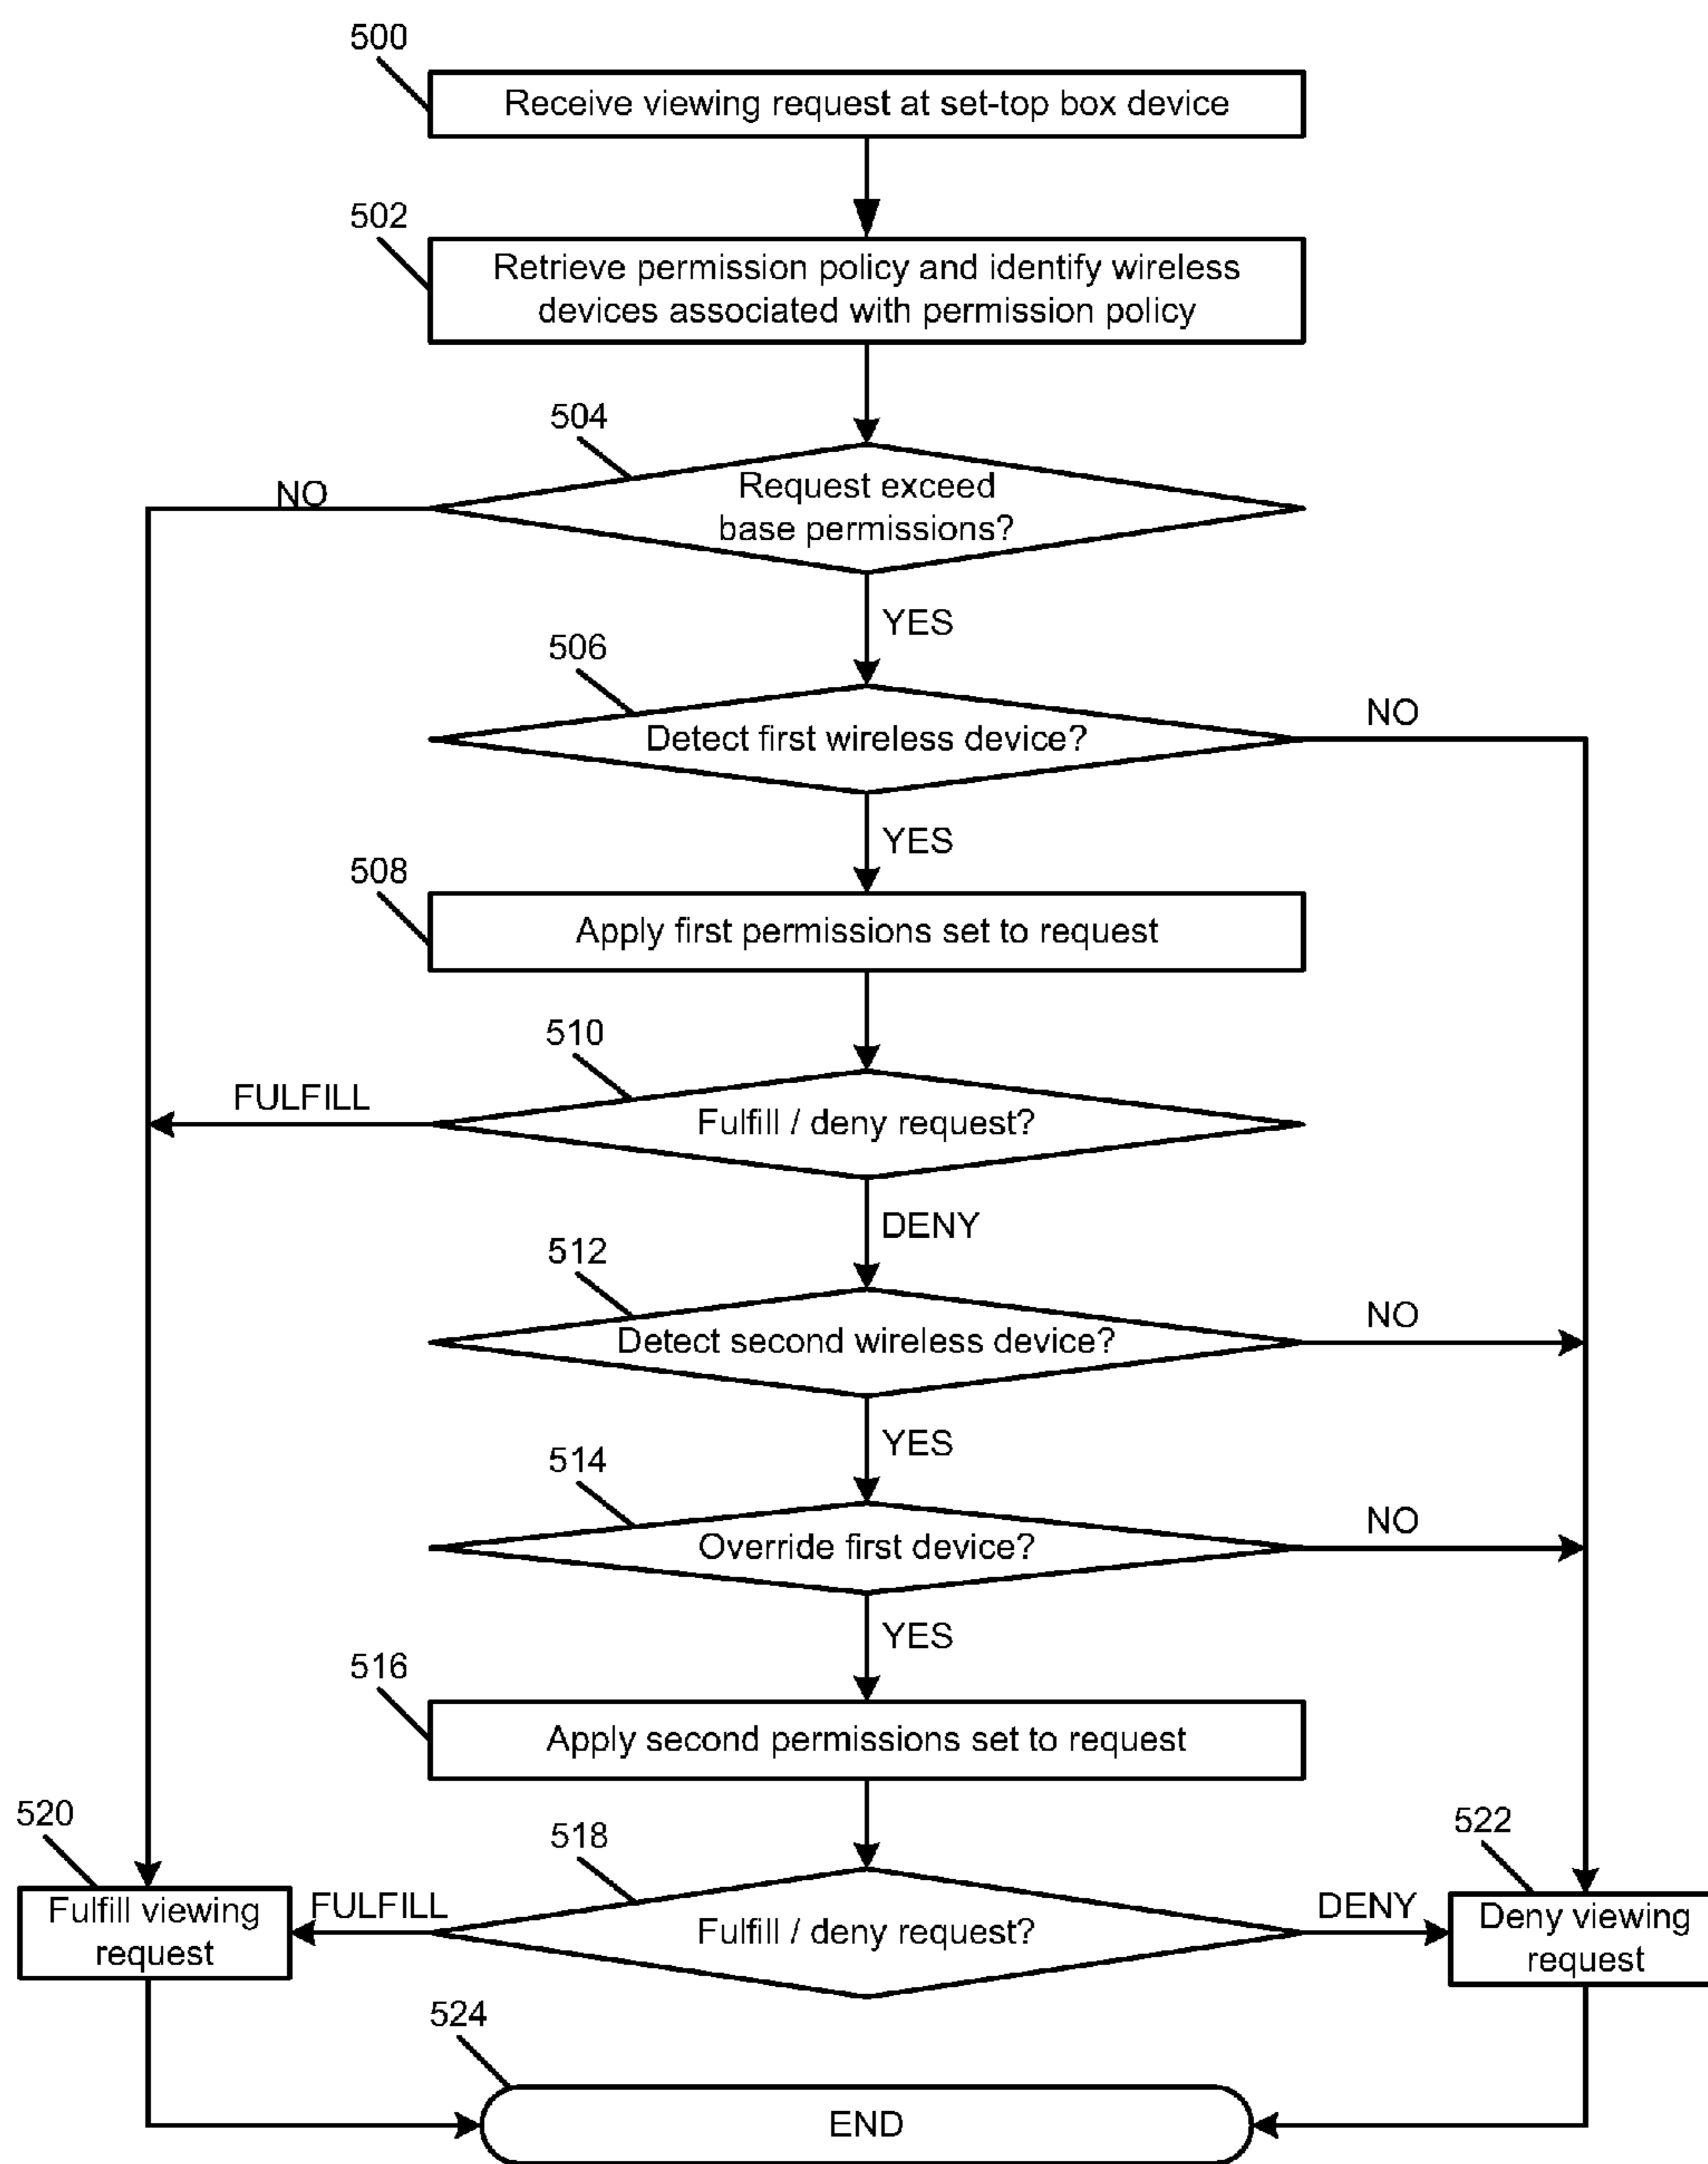 500
Receive viewing request at set-top box device
502
Retrieve permission policy and identify wireless
devices associated with permission policy
504
Request exceed
base permissions?
NO
YES
506
Detect first wireless device?
NO
YES
508
Apply first permissions set to request
510
Fulfill / deny request?
FULFILL
DENY
512
Detect second wireless device?
NO
YES
514
Override first device?
NO
YES
516
Apply second permissions set to request
518
Fulfill / deny request?
FULFILL
DENY
520
Fulfill viewing
request
522
Deny viewing
request
524
END